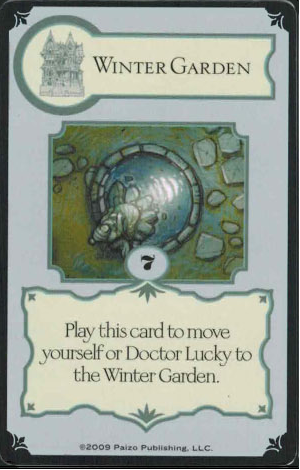 Winter Garden
7
Play this card to move
yourself or Doctor Lucky to
the Winter Garden.
©2009 Paizo Publishing, LLC.